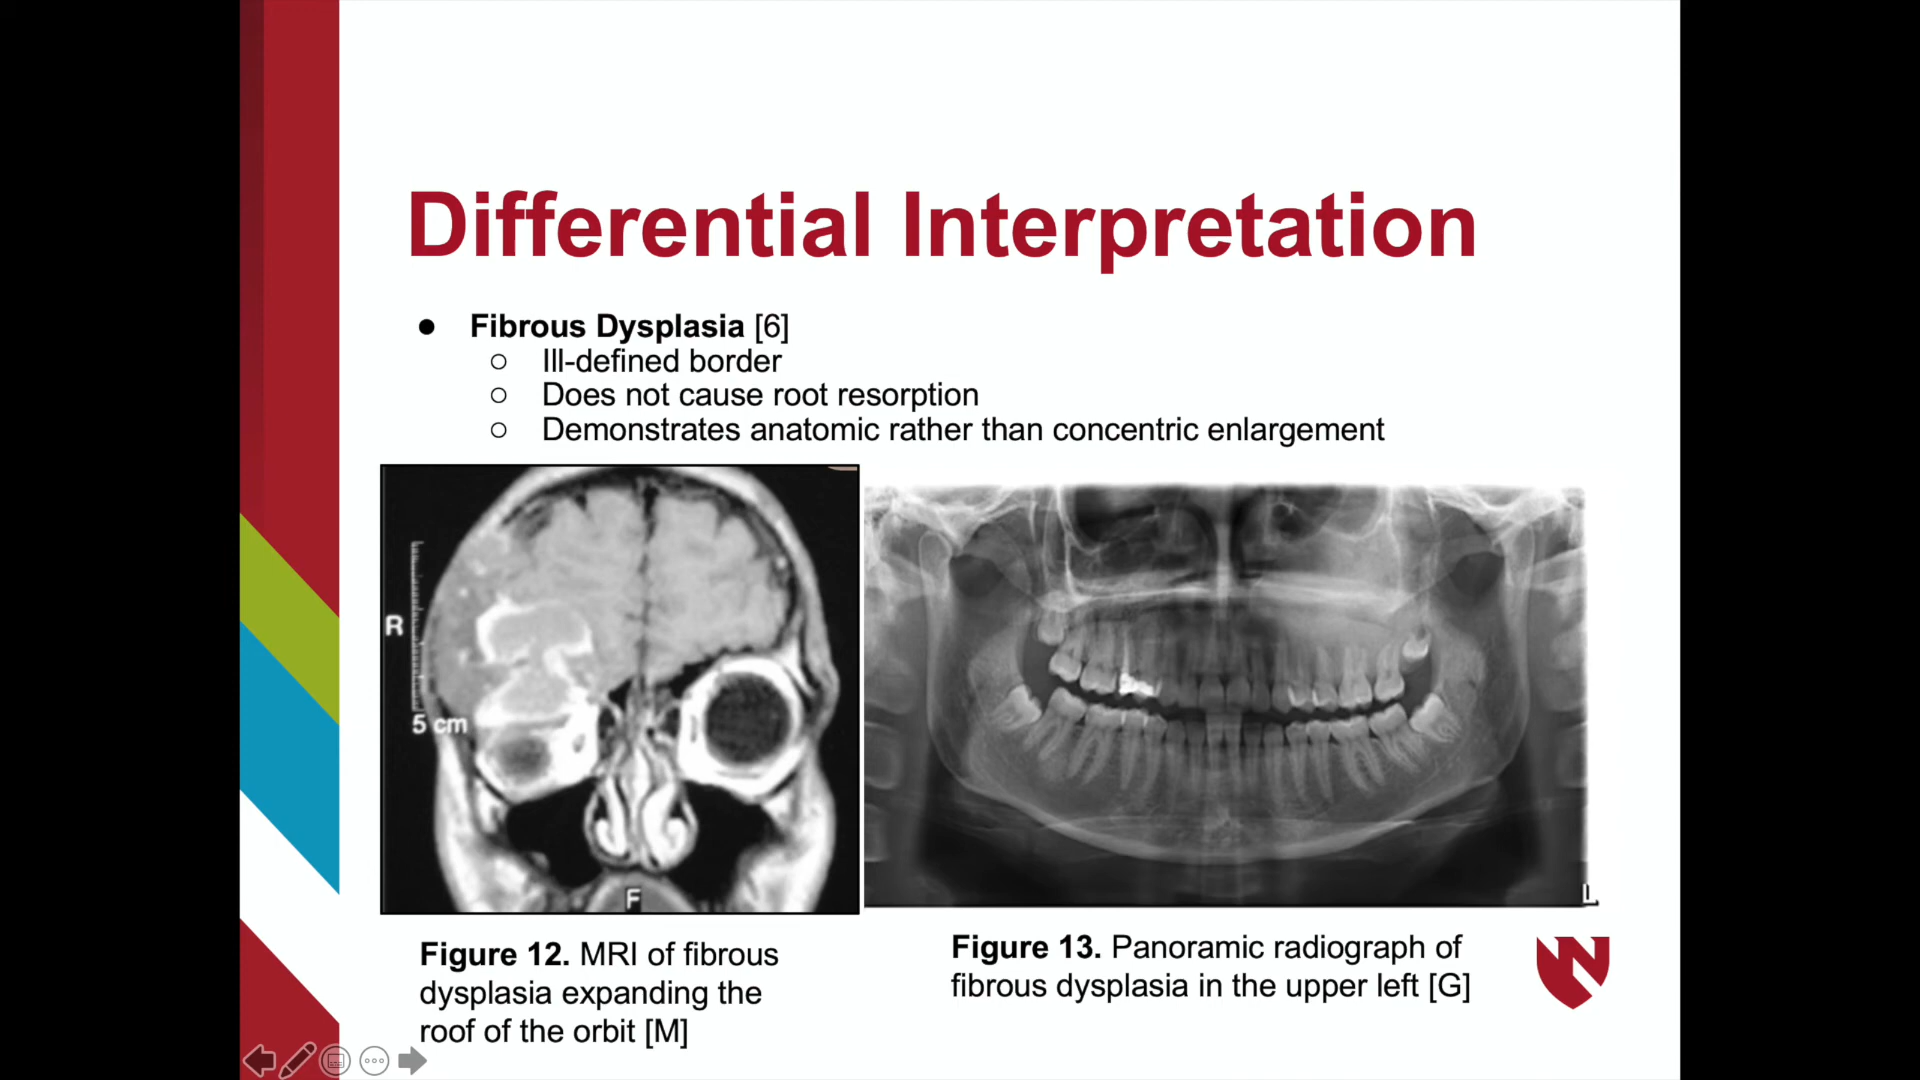 Differential Interpretation
● Fibrous Dysplasia [6]
○ Ill-defined border
○ Does not cause root resorption
○ Demonstrates anatomic rather than concentric enlargement
R
5 cm
F
L
Figure 12. MRI of fibrous
dysplasia expanding the
roof of the orbit [M]
Figure 13. Panoramic radiograph of
fibrous dysplasia in the upper left [G]
N